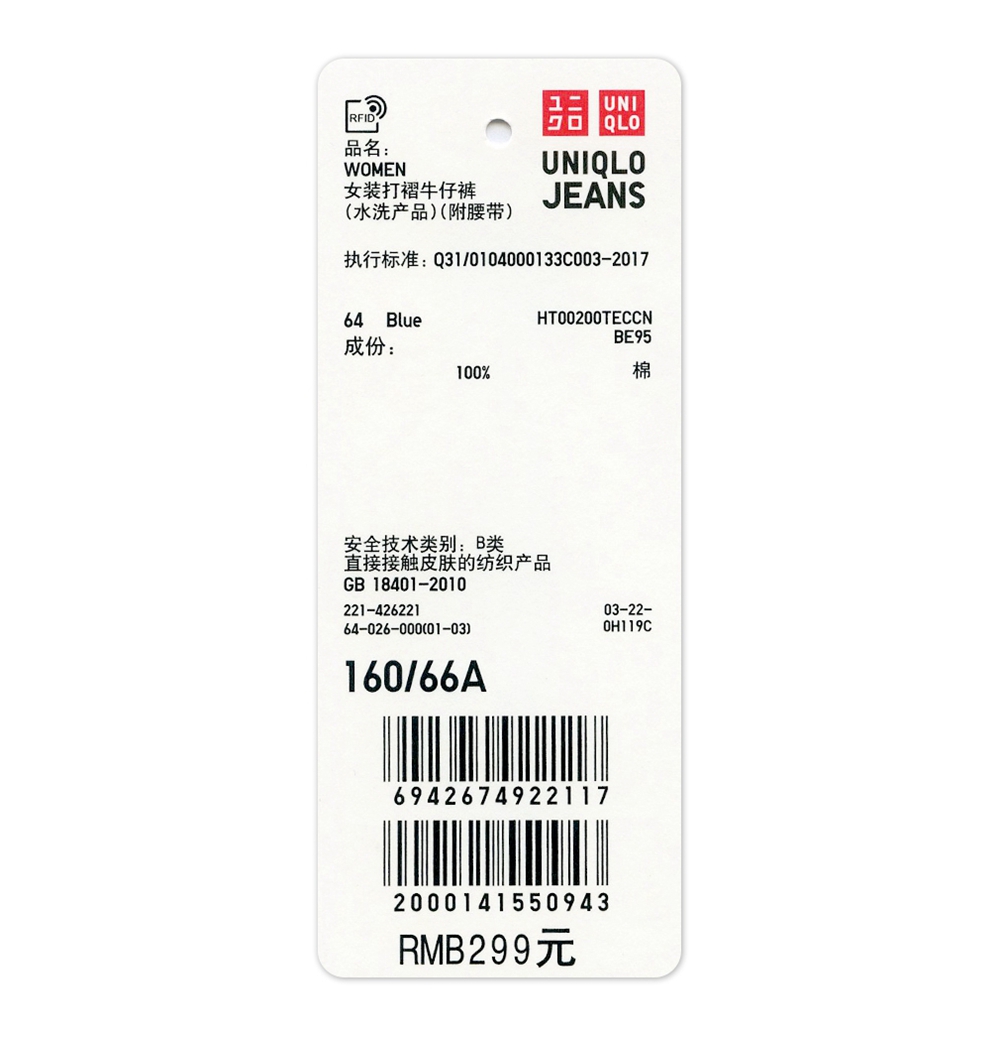 RFID
ユニ
クロ
UNI
QLO
UNIQLO
JEANS
品名：
WOMEN
女装打褶牛仔裤
（水洗产品）（附腰带）
执行标准：Q31/0104000133C003-2017
64 Blue
HT00200TECCN
BE95
成份：
100% 棉
安全技术类别：B类
直接接触皮肤的纺织产品
GB 18401-2010
221-426221 03-22-
64-026-000(01-03) 0H119C
160/66A
6942674922117
2000141550943
RMB299元